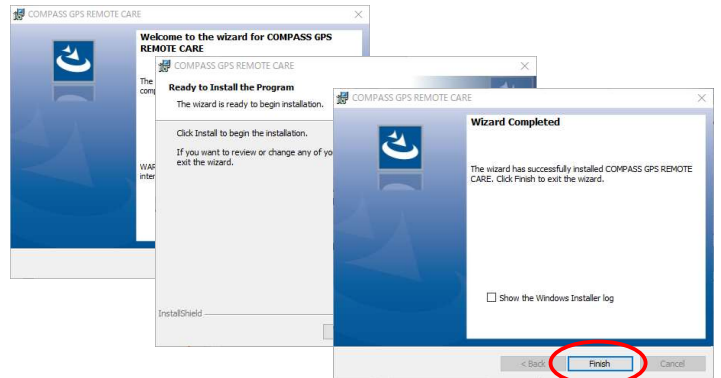 COMPASS GPS REMOTE CARE
Welcome to the wizard for COMPASS GPS
REMOTE CARE
The
COMPASS GPS REMOTE CARE
Ready to Install the Program
The wizard is ready to begin installation.
Click Install to begin the installation.
If you want to review or change any of yo
exit the wizard.
InstallShield
COMPASS GPS REMOTE CARE
Wizard Completed
The wizard has successfully installed COMPASS GPS REMOTE
CARE. Click Finish to exit the wizard.
Show the Windows Installer log
< Back
Finish
Cancel